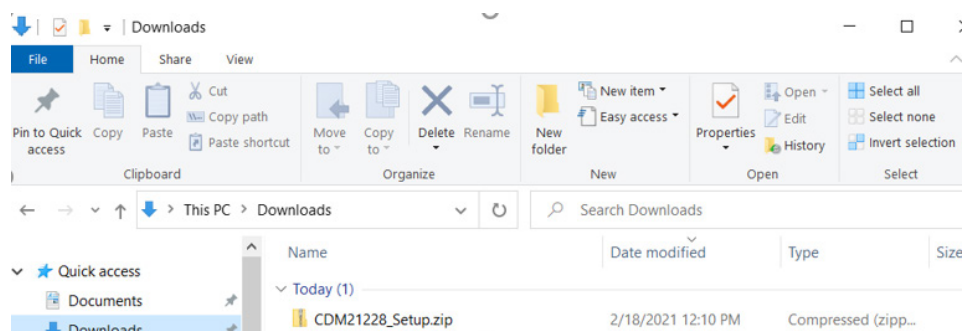 Downloads
File Home Share View
Pin to Quick access
Copy
Paste
Cut
Copy path
Paste shortcut
Move to
Copy to
Delete
Rename
New folder
New item
Easy access
Properties
Open
Edit
History
Select all
Select none
Invert selection
Clipboard Organize New Open Select
This PC > Downloads
Search Downloads
Name Date modified Type Size
Quick access
Today (1)
Documents
CDM21228_Setup.zip 2/18/2021 12:10 PM Compressed (zipp...
Downloads